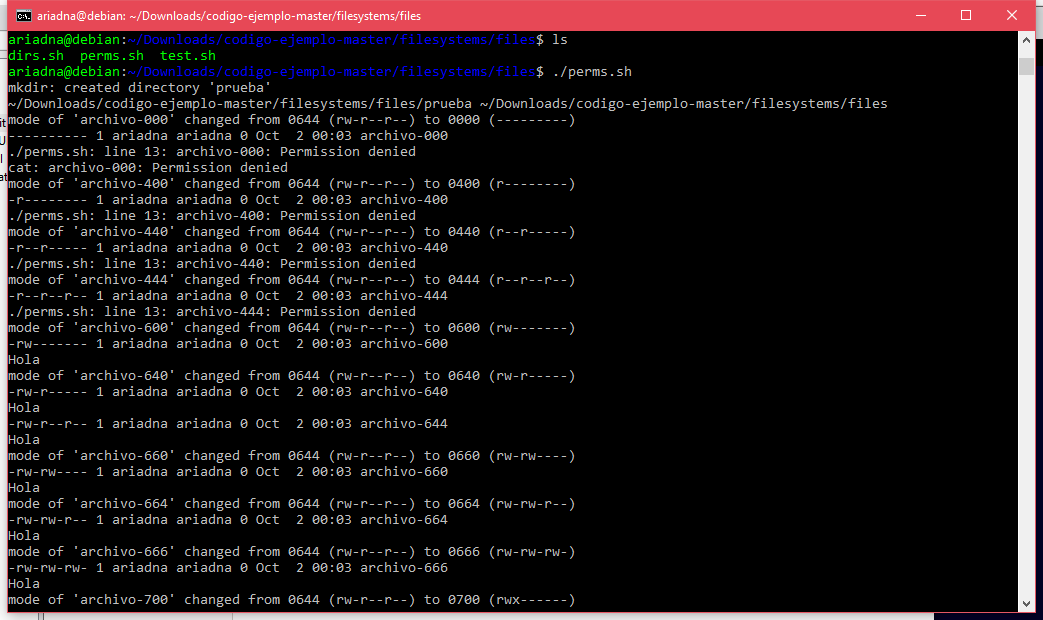 ariadna@debian: ~/Downloads/codigo-ejemplo-master/filesystems/files
ariadna@debian:~/Downloads/codigo-ejemplo-master/filesystems/files$ ls
dirs.sh  perms.sh  test.sh
ariadna@debian:~/Downloads/codigo-ejemplo-master/filesystems/files$ ./perms.sh
mkdir: created directory 'prueba'
~/Downloads/codigo-ejemplo-master/filesystems/files/prueba ~/Downloads/codigo-ejemplo-master/filesystems/files
mode of 'archivo-000' changed from 0644 (rw-r--r--) to 0000 (---------)
---------- 1 ariadna ariadna 0 Oct  2 00:03 archivo-000
./perms.sh: line 13: archivo-000: Permission denied
cat: archivo-000: Permission denied
mode of 'archivo-400' changed from 0644 (rw-r--r--) to 0400 (r--------)
-r-------- 1 ariadna ariadna 0 Oct  2 00:03 archivo-400
./perms.sh: line 13: archivo-400: Permission denied
mode of 'archivo-440' changed from 0644 (rw-r--r--) to 0440 (r--r-----)
-r--r----- 1 ariadna ariadna 0 Oct  2 00:03 archivo-440
./perms.sh: line 13: archivo-440: Permission denied
mode of 'archivo-444' changed from 0644 (rw-r--r--) to 0444 (r--r--r--)
-r--r--r-- 1 ariadna ariadna 0 Oct  2 00:03 archivo-444
./perms.sh: line 13: archivo-444: Permission denied
mode of 'archivo-600' changed from 0644 (rw-r--r--) to 0600 (rw-------)
-rw------- 1 ariadna ariadna 0 Oct  2 00:03 archivo-600
Hola
mode of 'archivo-640' changed from 0644 (rw-r--r--) to 0640 (rw-r-----)
-rw-r----- 1 ariadna ariadna 0 Oct  2 00:03 archivo-640
Hola
-rw-r--r-- 1 ariadna ariadna 0 Oct  2 00:03 archivo-644
Hola
mode of 'archivo-660' changed from 0644 (rw-r--r--) to 0660 (rw-rw----)
-rw-rw---- 1 ariadna ariadna 0 Oct  2 00:03 archivo-660
Hola
mode of 'archivo-664' changed from 0644 (rw-r--r--) to 0664 (rw-rw-r--)
-rw-rw-r-- 1 ariadna ariadna 0 Oct  2 00:03 archivo-664
Hola
mode of 'archivo-666' changed from 0644 (rw-r--r--) to 0666 (rw-rw-rw-)
-rw-rw-rw- 1 ariadna ariadna 0 Oct  2 00:03 archivo-666
Hola
mode of 'archivo-700' changed from 0644 (rw-r--r--) to 0700 (rwx------)